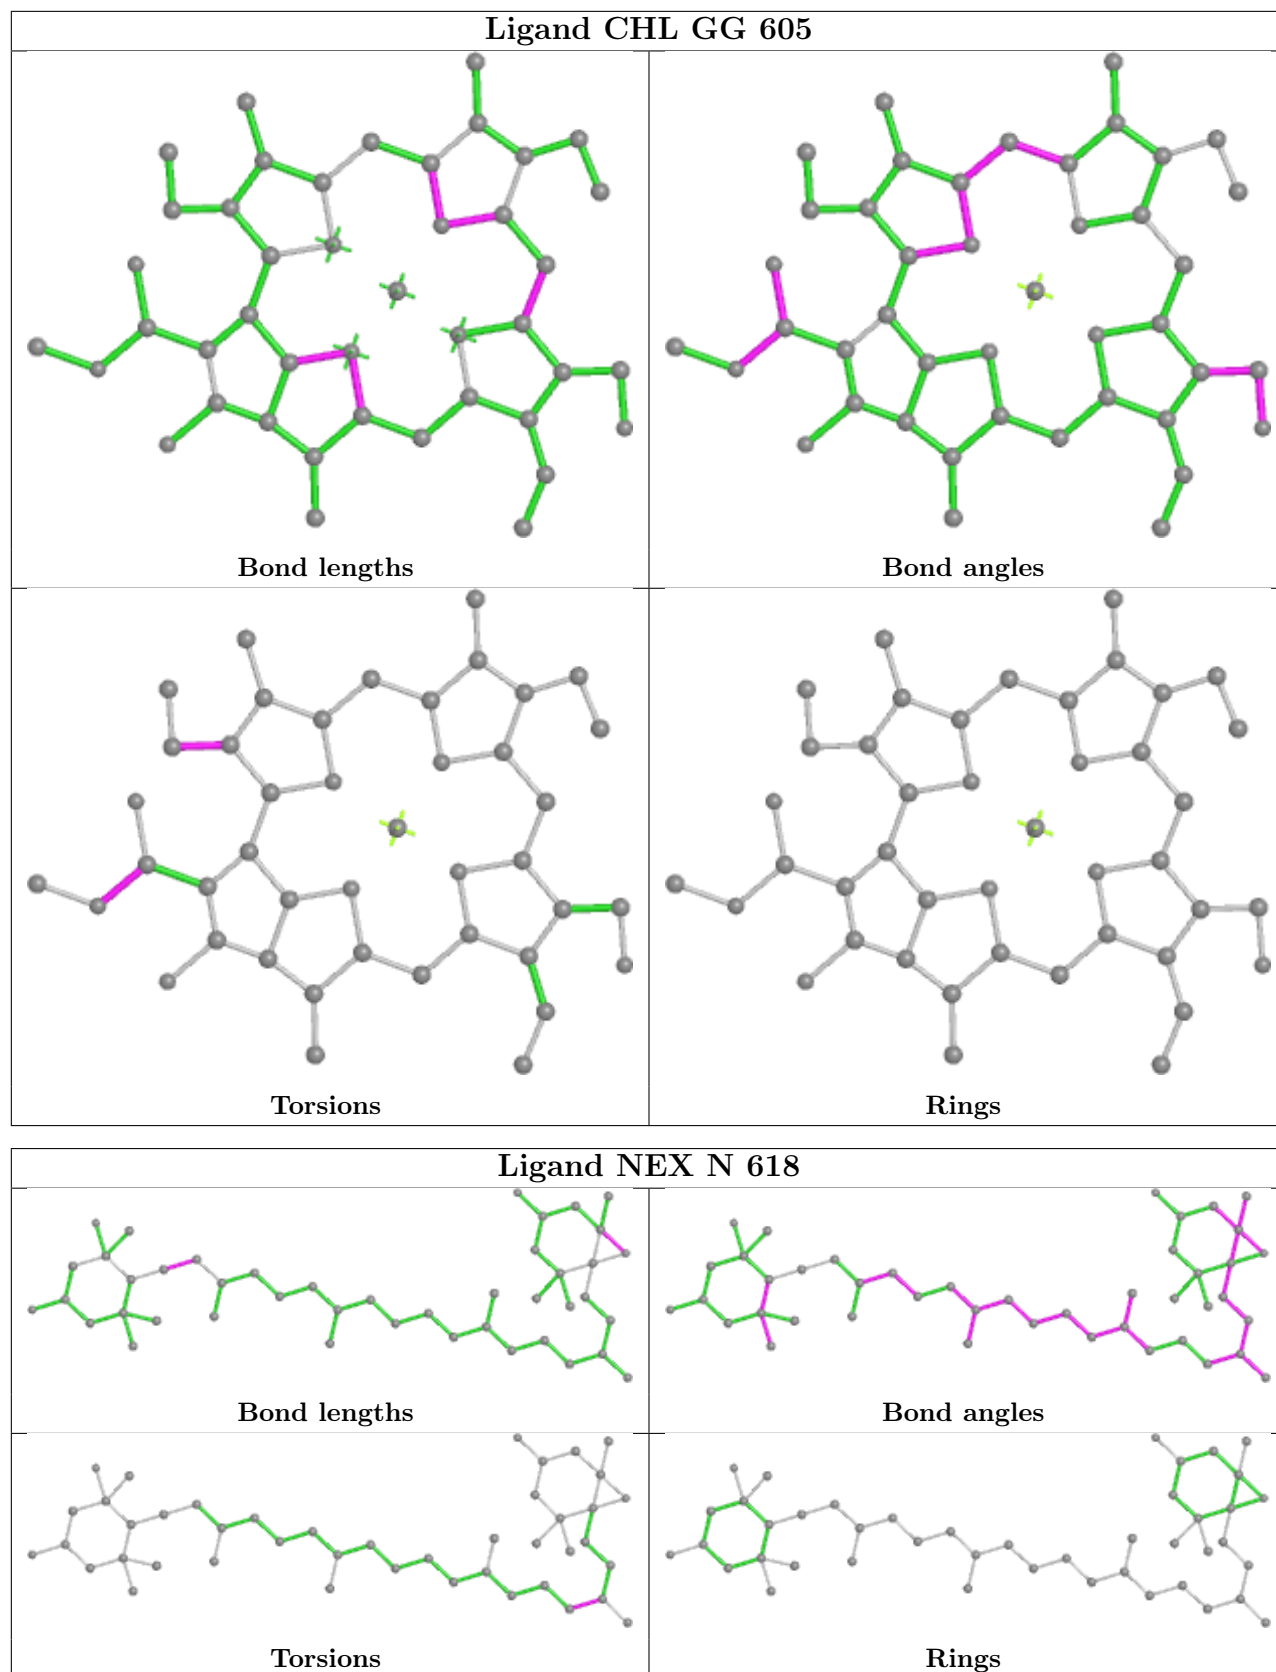 Ligand CHL GG 605
Bond lengths
Bond angles
Torsions
Rings
Ligand NEX N 618
Bond lengths
Bond angles
Torsions
Rings